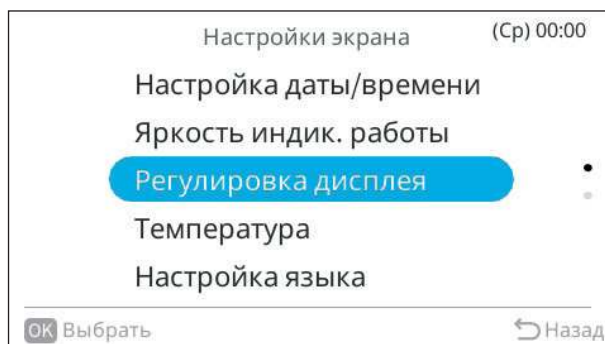 Настройки экрана
(Ср) 00:00
Настройка даты/времени
Яркость индик. работы
Регулировка дисплея
Температура
Настройка языка
OK Выбрать
Назад